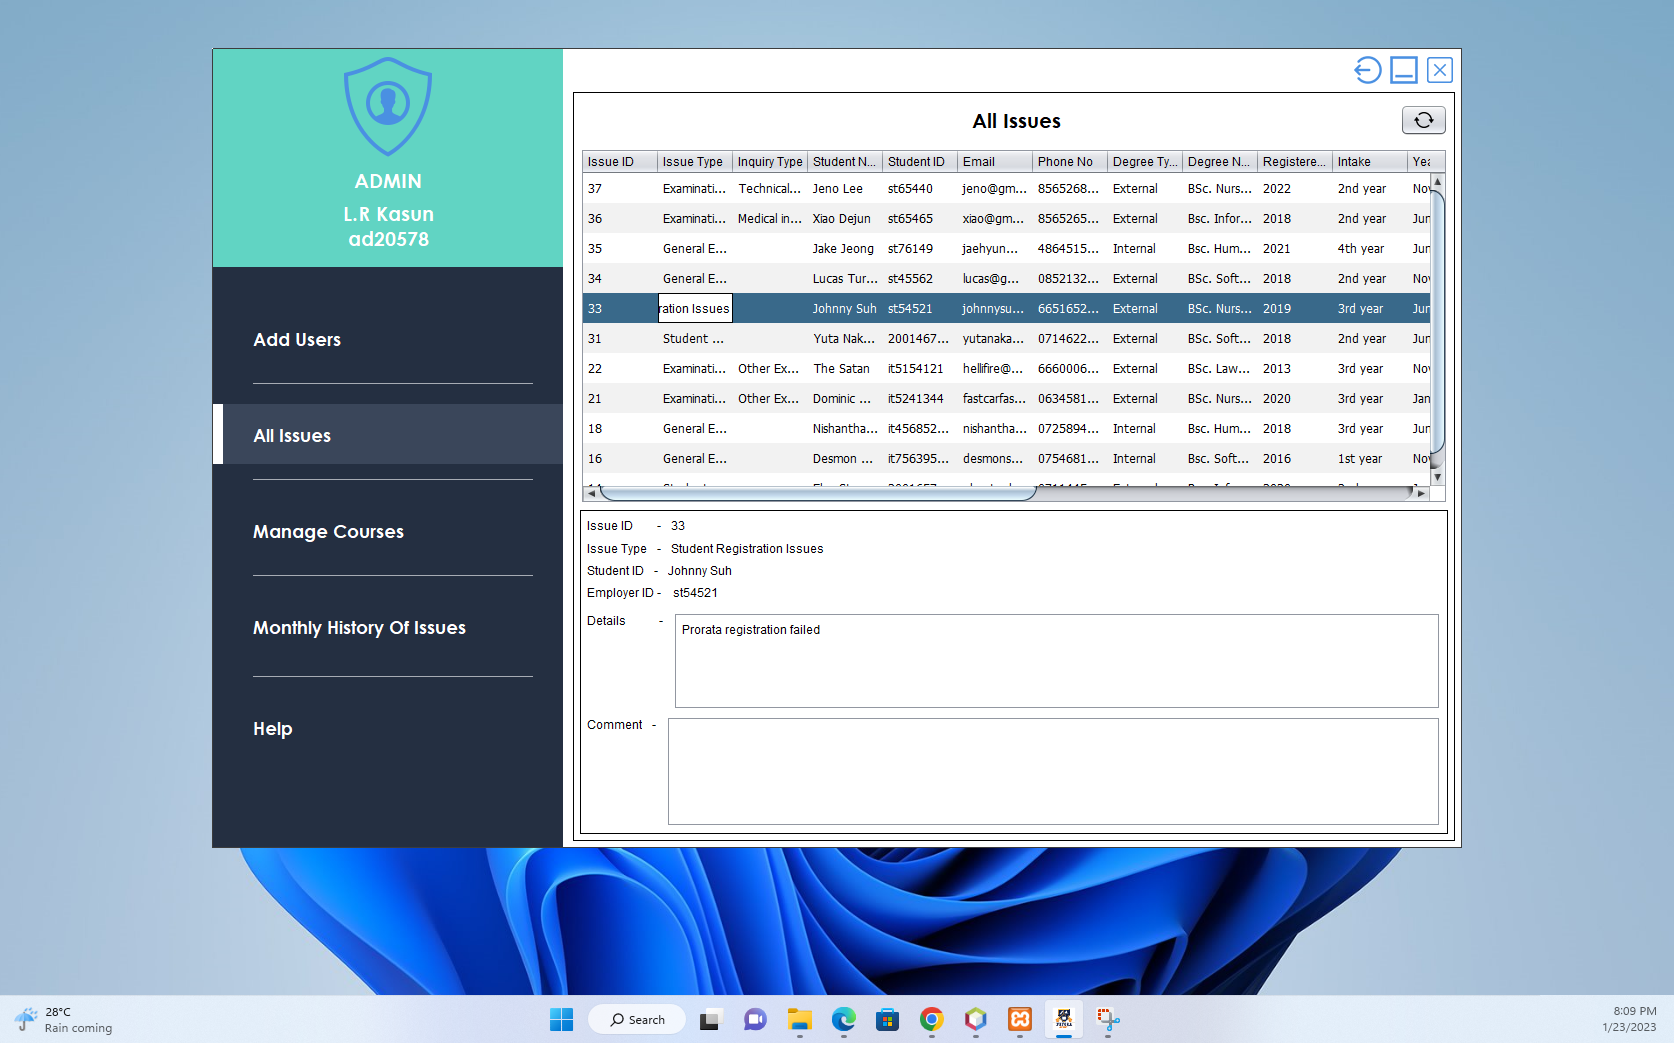 ADMIN
L.R Kasun
ad20578
Add Users
All Issues
Manage Courses
Monthly History Of Issues
Help
All Issues
Issue ID Issue Type Inquiry Type Student N... Student ID Email Phone No Degree Ty... Degree N... Registere... Intake Yea
37 Examinati... Technical... Jeno Lee st65440 jeno@gm... 8565268... External BSc. Nurs... 2022 2nd year Nov
36 Examinati... Medical in... Xiao Dejun st65465 xiao@gm... 8565265... External Bsc. Infor... 2018 2nd year Jun
35 General E... Jake Jeong st76149 jaehyun... 4864515... Internal Bsc. Hum... 2021 4th year Jun
34 General E... Lucas Tur... st45562 lucas@g... 0852132... External BSc. Soft... 2018 2nd year Nov
33 ration Issues Johnny Suh st54521 johnnysu... 6651652... External BSc. Nurs... 2019 3rd year Jun
31 Student ... Yuta Nak... 2001467... yutanaka... 0714622... External BSc. Soft... 2018 2nd year Jun
22 Examinati... Other Ex... The Satan it5154121 hellifire@... 6660006... External BSc. Law... 2013 3rd year Nov
21 Examinati... Other Ex... Dominic ... it5241344 fastcarfas... 0634581... External BSc. Nurs... 2020 3rd year Jan
18 General E... Nishantha... it456852... nishantha... 0725894... Internal Bsc. Hum... 2018 3rd year Jun
16 General E... Desmon ... it756395... desmons... 0754681... Internal Bsc. Soft... 2016 1st year Nov
Issue ID - 33
Issue Type - Student Registration Issues
Student ID - Johnny Suh
Employer ID - st54521
Details - Prorata registration failed
Comment -
28°C
Rain coming
Search
8:09 PM
1/23/2023